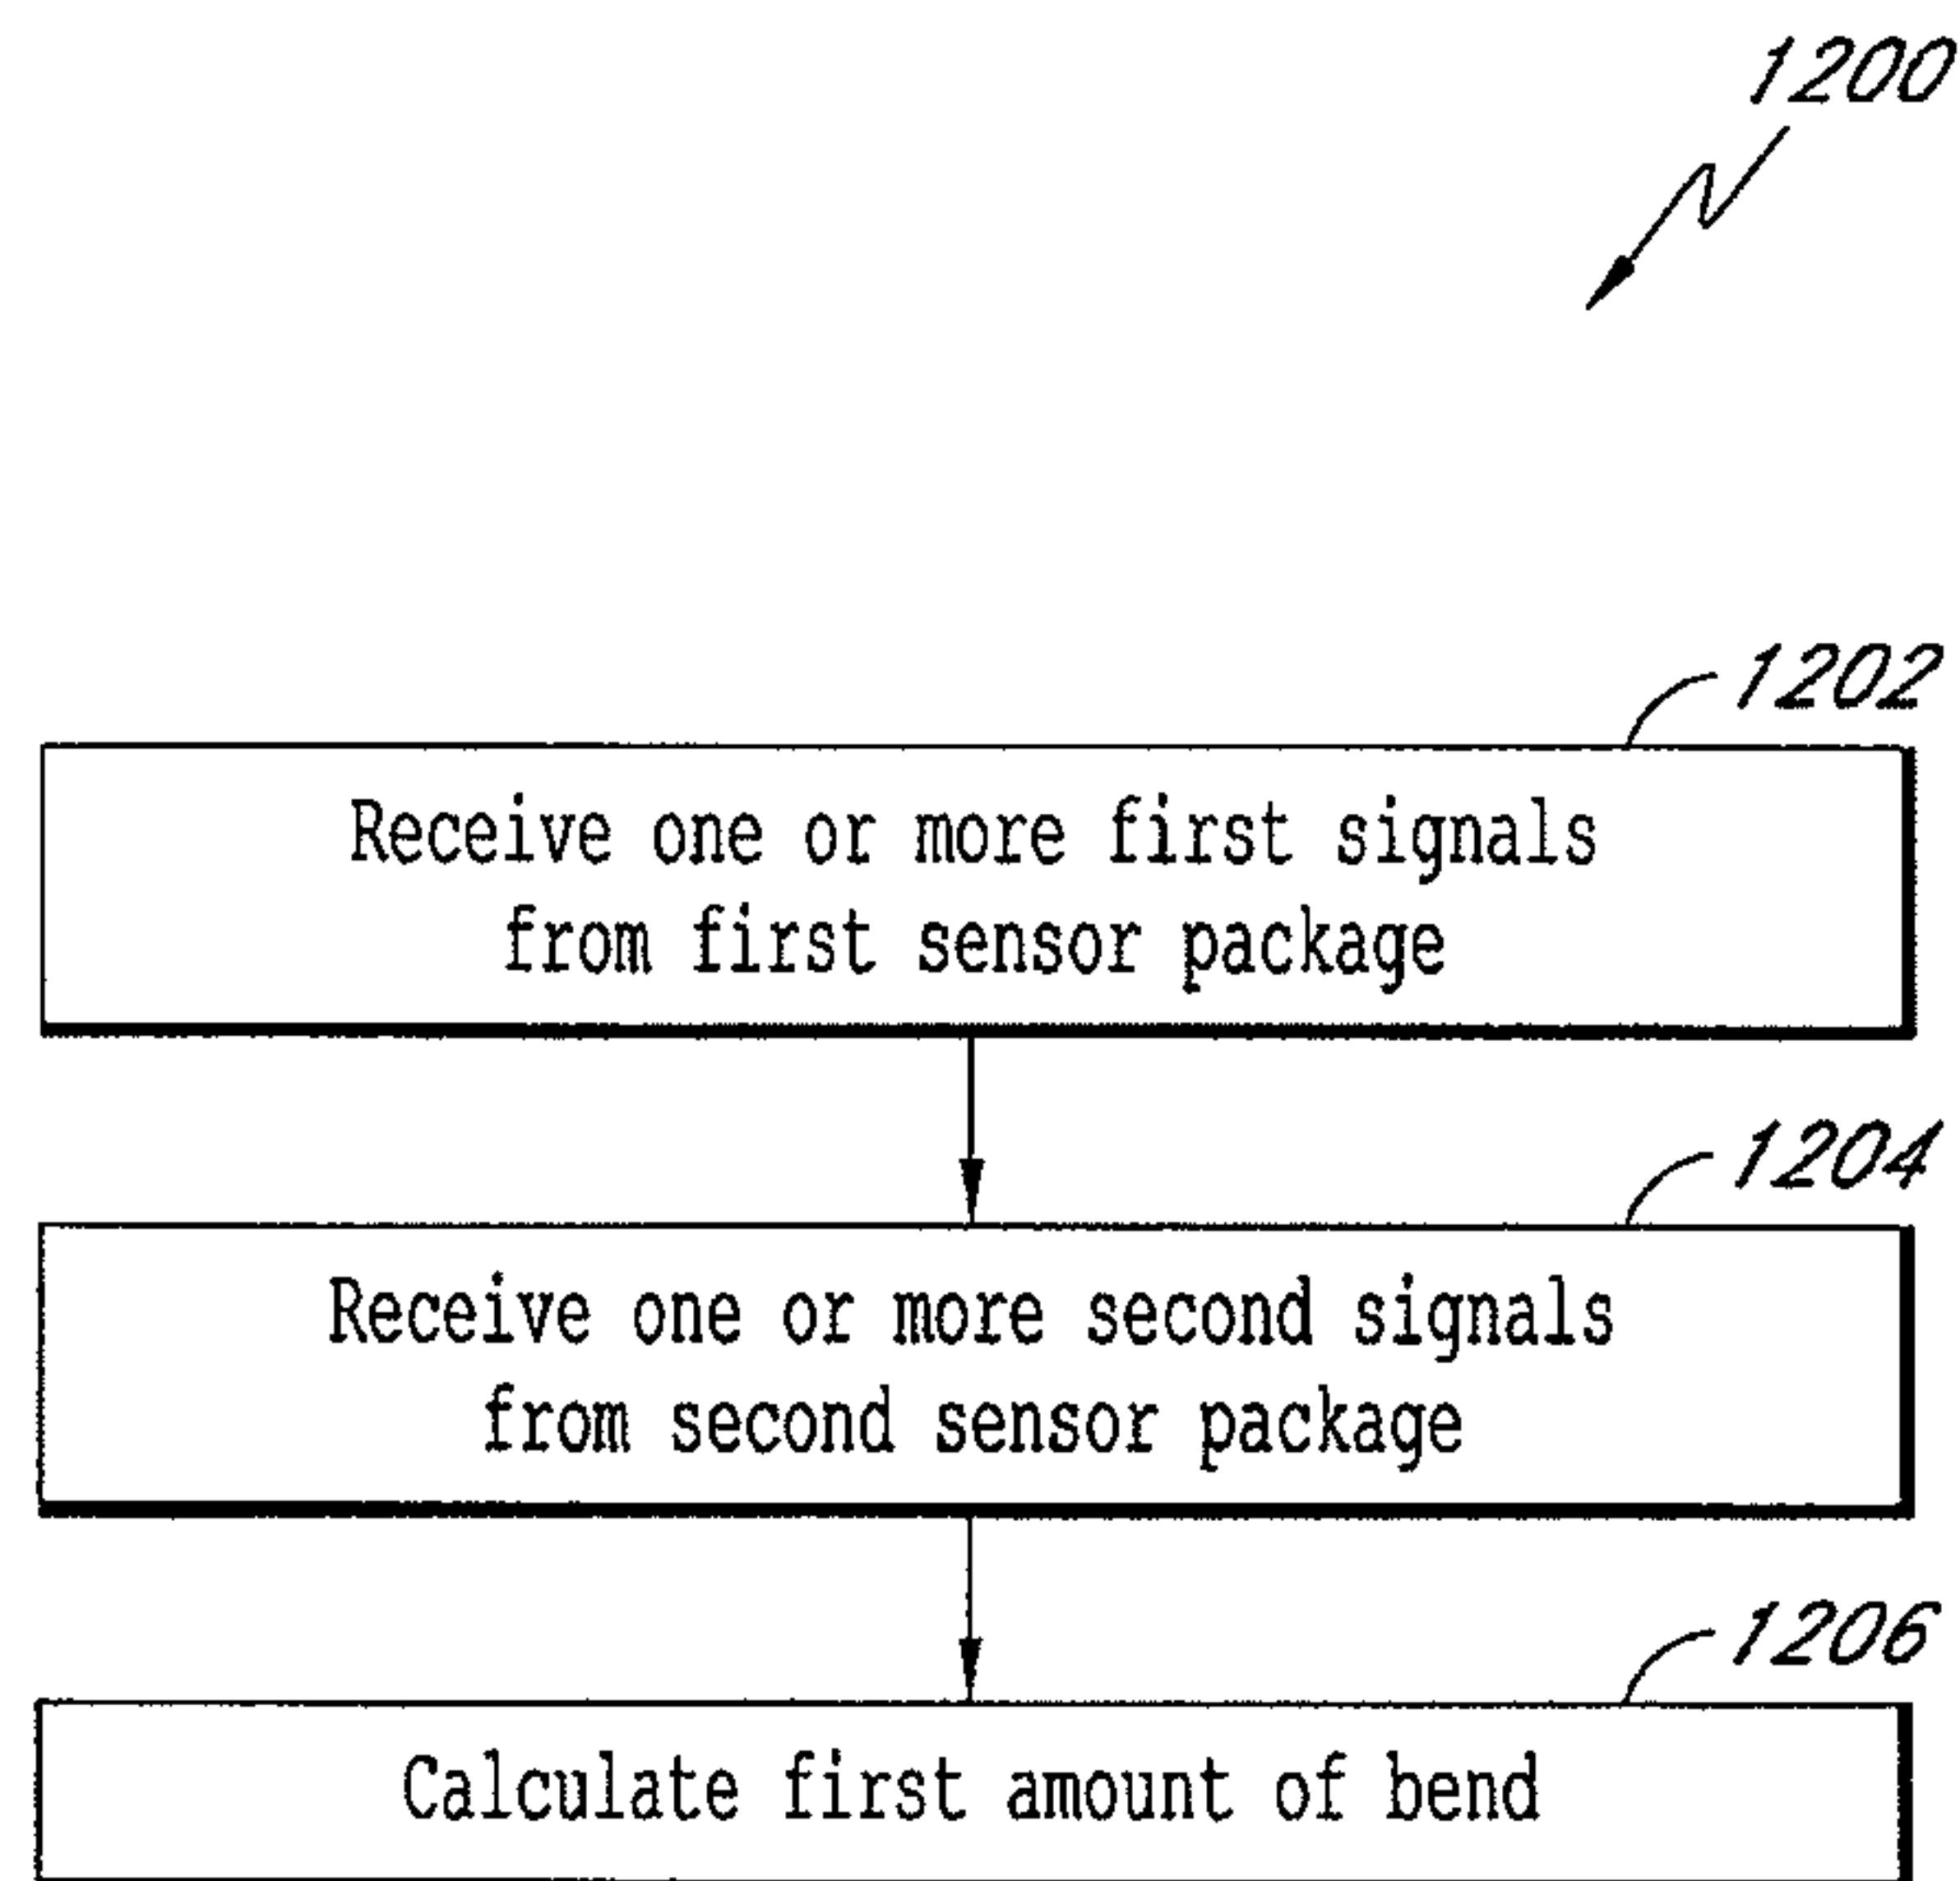 1200
1202
Receive one or more first signals
from first sensor package
1204
Receive one or more second signals
from second sensor package
1206
Calculate first amount of bend